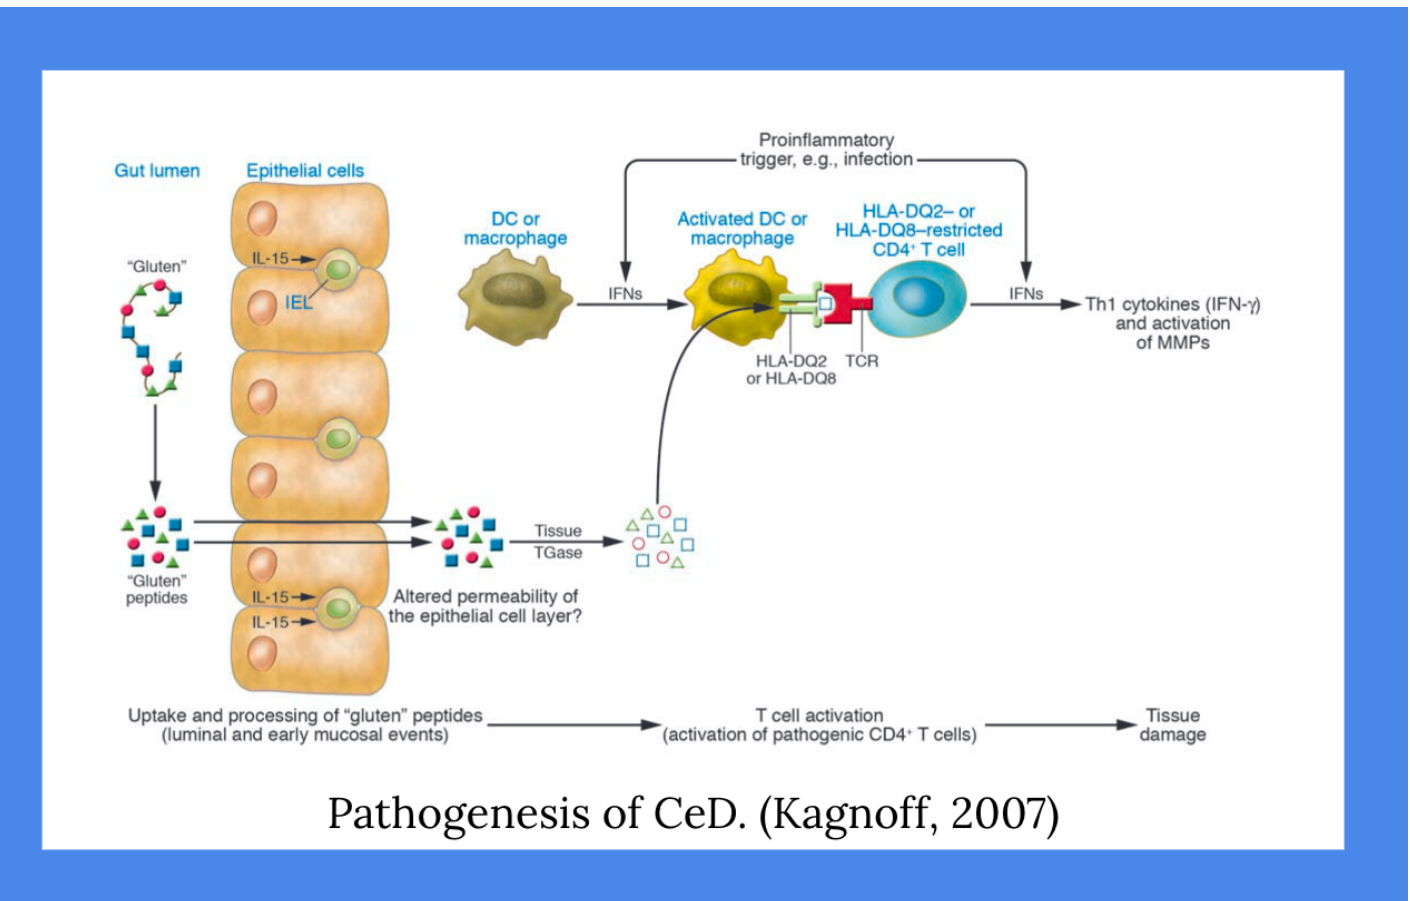 Proinflammatory
trigger, e.g., infection
Gut lumen
Epithelial cells
DC or
macrophage
Activated DC or
macrophage
HLA-DQ2– or
HLA-DQ8–restricted
CD4⁺ T cell
"Gluten"
IL-15
IEL
IFNs
IFNs
Th1 cytokines (IFN-γ)
and activation
of MMPs
HLA-DQ2
or HLA-DQ8
TCR
Tissue
TGase
"Gluten"
peptides
IL-15
IL-15
Altered permeability of
the epithelial cell layer?
Uptake and processing of "gluten" peptides
(luminal and early mucosal events)
T cell activation
(activation of pathogenic CD4⁺ T cells)
Tissue
damage
Pathogenesis of CeD. (Kagnoff, 2007)